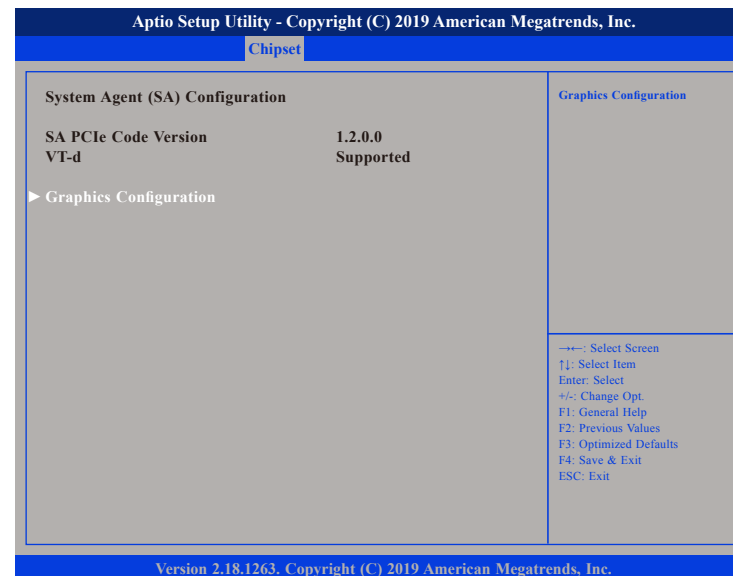 Aptio Setup Utility - Copyright (C) 2019 American Megatrends, Inc.
Chipset
System Agent (SA) Configuration
SA PCIe Code Version 1.2.0.0
VT-d Supported
► Graphics Configuration
Graphics Configuration
→←: Select Screen
↑↓: Select Item
Enter: Select
+/-: Change Opt.
F1: General Help
F2: Previous Values
F3: Optimized Defaults
F4: Save & Exit
ESC: Exit
Version 2.18.1263. Copyright (C) 2019 American Megatrends, Inc.